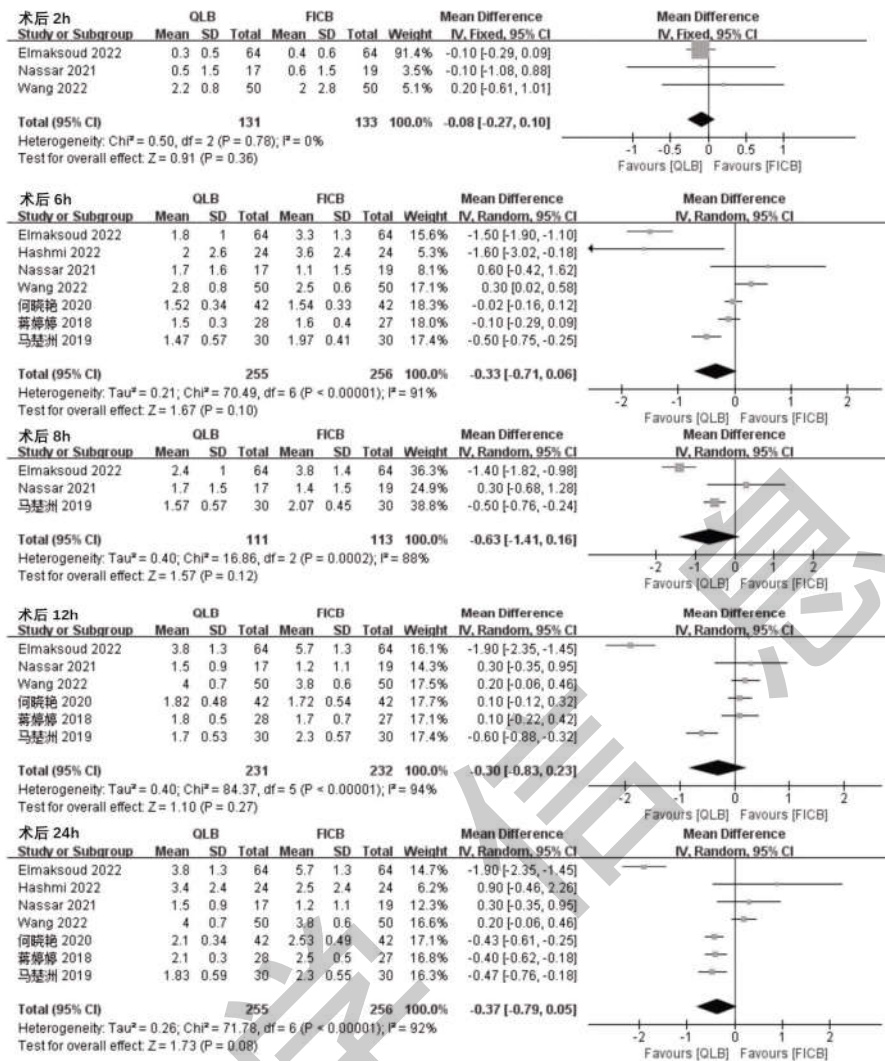 术后 2h QLB FICB Mean Difference Mean Difference
Study or Subgroup Mean SD Total Mean SD Total Weight IV, Fixed, 95% CI IV, Fixed, 95% CI
Elmaksoud 2022 0.3 0.5 64 0.4 0.6 64 91.4% -0.10 [-0.29, 0.09]
Nassar 2021 0.5 1.5 17 0.6 1.5 19 3.5% -0.10 [-1.08, 0.88]
Wang 2022 2.2 0.8 50 2 2.8 50 5.1% 0.20 [-0.61, 1.01]
Total (95% CI) 131 133 100.0% -0.08 [-0.27, 0.10]
Heterogeneity: Chi² = 0.50, df = 2 (P = 0.78); I² = 0%
Test for overall effect: Z = 0.91 (P = 0.36)
-1 -0.5 0 0.5 1
Favours [QLB] Favours [FICB]
术后 6h QLB FICB Mean Difference Mean Difference
Study or Subgroup Mean SD Total Mean SD Total Weight IV, Random, 95% CI IV, Random, 95% CI
Elmaksoud 2022 1.8 1 64 3.3 1.3 64 15.6% -1.50 [-1.90, -1.10]
Hashmi 2022 2 2.6 24 3.6 2.4 24 5.3% -1.60 [-3.02, -0.18]
Nassar 2021 1.7 1.6 17 1.1 1.5 19 8.1% 0.60 [-0.42, 1.62]
Wang 2022 2.8 0.8 50 2.5 0.6 50 17.1% 0.30 [0.02, 0.58]
何晓艳 2020 1.52 0.34 42 1.54 0.33 42 18.3% -0.02 [-0.16, 0.12]
蒋婷婷 2018 1.5 0.3 28 1.6 0.4 27 18.0% -0.10 [-0.29, 0.09]
马楚洲 2019 1.47 0.57 30 1.97 0.41 30 17.4% -0.50 [-0.75, -0.25]
Total (95% CI) 255 256 100.0% -0.33 [-0.71, 0.06]
Heterogeneity: Tau² = 0.21; Chi² = 70.49, df = 6 (P < 0.00001); I² = 91%
Test for overall effect: Z = 1.67 (P = 0.10)
-2 -1 0 1 2
Favours [QLB] Favours [FICB]
术后 8h QLB FICB Mean Difference Mean Difference
Study or Subgroup Mean SD Total Mean SD Total Weight IV, Random, 95% CI IV, Random, 95% CI
Elmaksoud 2022 2.4 1 64 3.8 1.4 64 36.3% -1.40 [-1.82, -0.98]
Nassar 2021 1.7 1.5 17 1.4 1.5 19 24.9% 0.30 [-0.68, 1.28]
马楚洲 2019 1.57 0.57 30 2.07 0.45 30 38.8% -0.50 [-0.76, -0.24]
Total (95% CI) 111 113 100.0% -0.63 [-1.41, 0.16]
Heterogeneity: Tau² = 0.40; Chi² = 16.86, df = 2 (P = 0.0002); I² = 88%
Test for overall effect: Z = 1.57 (P = 0.12)
-2 -1 0 1 2
Favours [QLB] Favours [FICB]
术后 12h QLB FICB Mean Difference Mean Difference
Study or Subgroup Mean SD Total Mean SD Total Weight IV, Random, 95% CI IV, Random, 95% CI
Elmaksoud 2022 3.8 1.3 64 5.7 1.3 64 16.1% -1.90 [-2.35, -1.45]
Nassar 2021 1.5 0.9 17 1.2 1.1 19 14.3% 0.30 [-0.35, 0.95]
Wang 2022 4 0.7 50 3.8 0.6 50 17.5% 0.20 [-0.06, 0.46]
何晓艳 2020 1.82 0.48 42 1.72 0.54 42 17.7% 0.10 [-0.12, 0.32]
蒋婷婷 2018 1.8 0.5 28 1.7 0.7 27 17.1% 0.10 [-0.22, 0.42]
马楚洲 2019 1.7 0.53 30 2.3 0.57 30 17.4% -0.60 [-0.88, -0.32]
Total (95% CI) 231 232 100.0% -0.30 [-0.83, 0.23]
Heterogeneity: Tau² = 0.40; Chi² = 84.37, df = 5 (P < 0.00001); I² = 94%
Test for overall effect: Z = 1.10 (P = 0.27)
-2 -1 0 1 2
Favours [QLB] Favours [FICB]
术后 24h QLB FICB Mean Difference Mean Difference
Study or Subgroup Mean SD Total Mean SD Total Weight IV, Random, 95% CI IV, Random, 95% CI
Elmaksoud 2022 3.8 1.3 64 5.7 1.3 64 14.7% -1.90 [-2.35, -1.45]
Hashmi 2022 3.4 2.4 24 2.5 2.4 24 6.2% 0.90 [-0.46, 2.26]
Nassar 2021 1.5 0.9 17 1.2 1.1 19 12.3% 0.30 [-0.35, 0.95]
Wang 2022 4 0.7 50 3.8 0.6 50 16.6% 0.20 [-0.06, 0.46]
何晓艳 2020 2.1 0.34 42 2.53 0.49 42 17.1% -0.43 [-0.61, -0.25]
蒋婷婷 2018 2.1 0.3 28 2.5 0.5 27 16.8% -0.40 [-0.62, -0.18]
马楚洲 2019 1.83 0.59 30 2.3 0.55 30 16.3% -0.47 [-0.76, -0.18]
Total (95% CI) 255 256 100.0% -0.37 [-0.79, 0.05]
Heterogeneity: Tau² = 0.26; Chi² = 71.78, df = 6 (P < 0.00001); I² = 92%
Test for overall effect: Z = 1.73 (P = 0.08)
-2 -1 0 1 2
Favours [QLB] Favours [FICB]
学信息